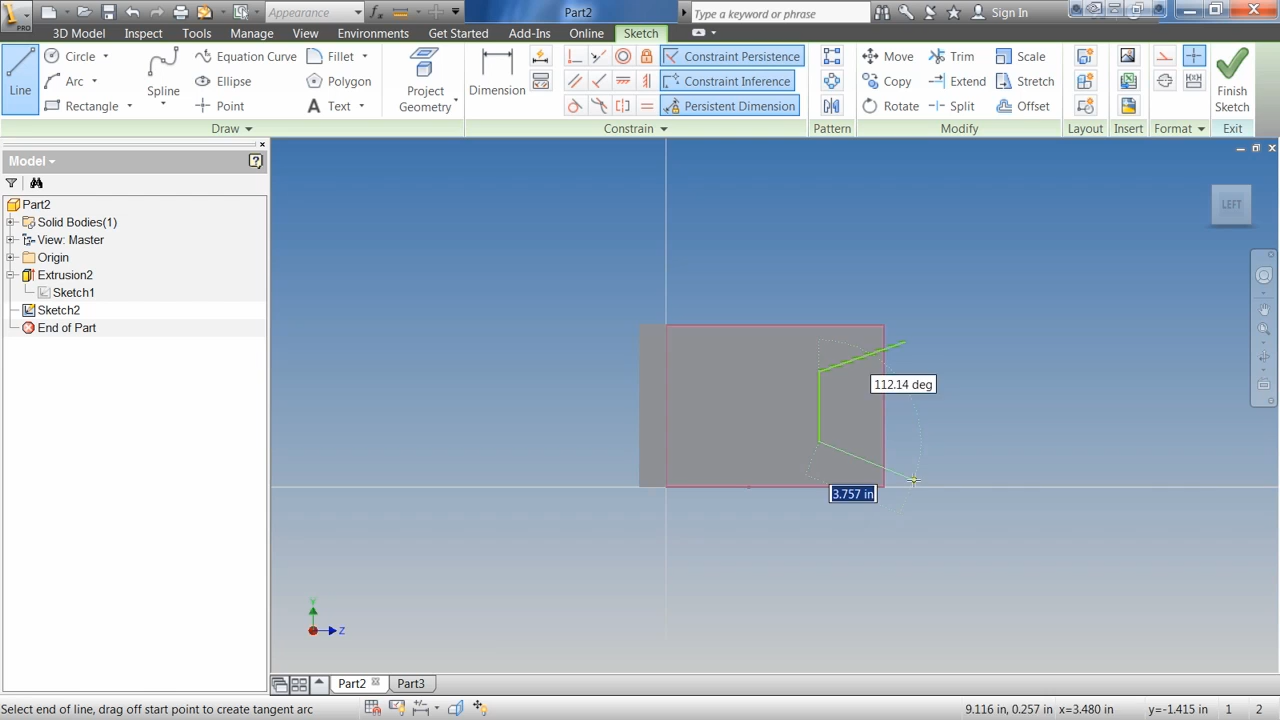 PRO
Appearance
Part2
Type a keyword or phrase
Sign In
3D Model Inspect Tools Manage View Environments Get Started Add-Ins Online Sketch
Line
Circle
Arc
Rectangle
Spline
Equation Curve
Ellipse
Point
Fillet
Polygon
Text
Draw
Project
Geometry
Dimension
Constraint Persistence
Constraint Inference
Persistent Dimension
Constrain
Pattern
Move
Copy
Rotate
Trim
Extend
Split
Scale
Stretch
Offset
Modify
Layout
Insert
Format
Finish
Sketch
Exit
Model
Part2
Solid Bodies(1)
View: Master
Origin
Extrusion2
Sketch1
Sketch2
End of Part
LEFT
112.14 deg
3.757 in
Y
Z
Part2
Part3
Select end of line, drag off start point to create tangent arc
9.116 in, 0.257 in x=3.480 in y=-1.415 in 1 2